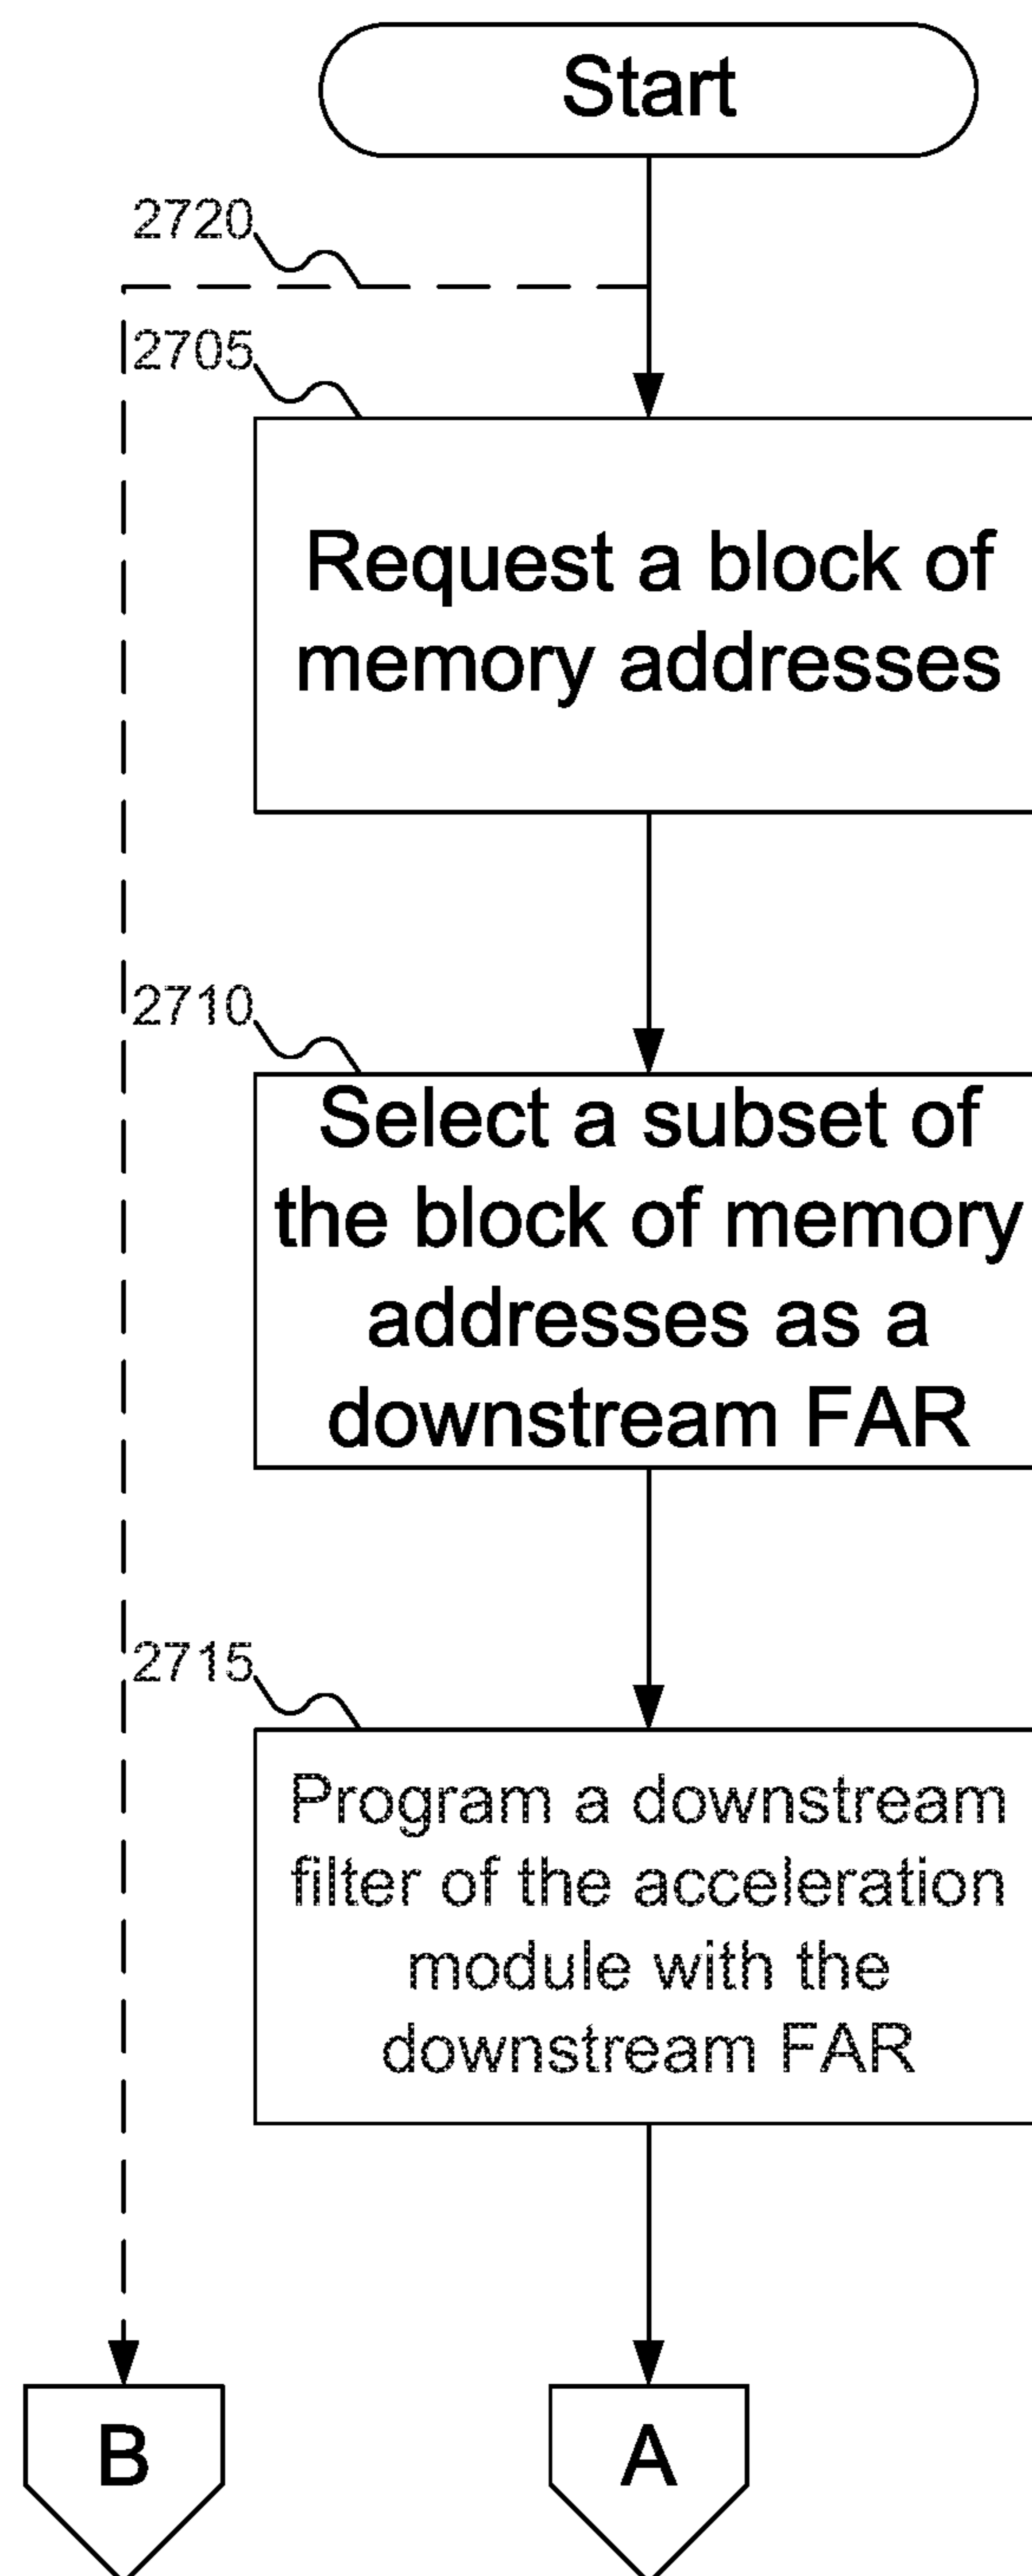 Start
2720
2705
Request a block of
memory addresses
2710
Select a subset of
the block of memory
addresses as a
downstream FAR
2715
Program a downstream
filter of the acceleration
module with the
downstream FAR
B
A